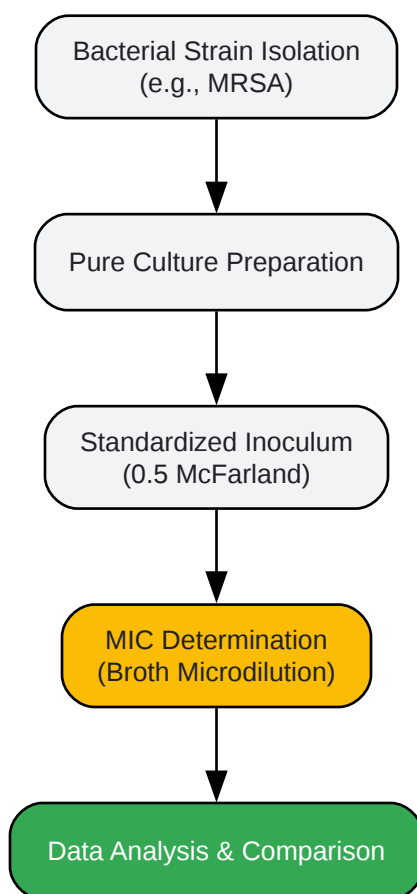 Bacterial Strain Isolation
(e.g., MRSA)
Pure Culture Preparation
Standardized Inoculum
(0.5 McFarland)
MIC Determination
(Broth Microdilution)
Data Analysis & Comparison